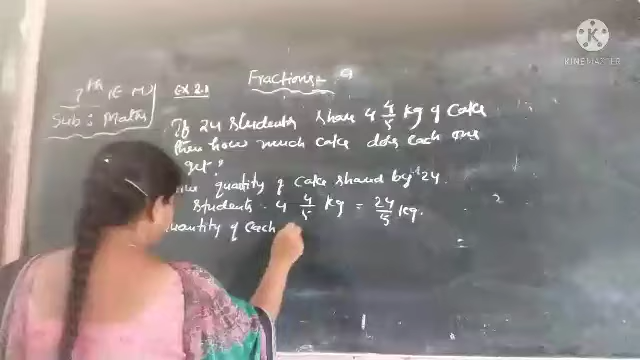 7th (E M)
Sub: Maths
Ex 2.1
Fractions
If 24 students share 4 4/5 kg of cake
then how much cake does each one
get?
quantity of cake shared by 24
students = 4 4/5 kg = 24/5 kg.
quantity of each
KINEMASTER